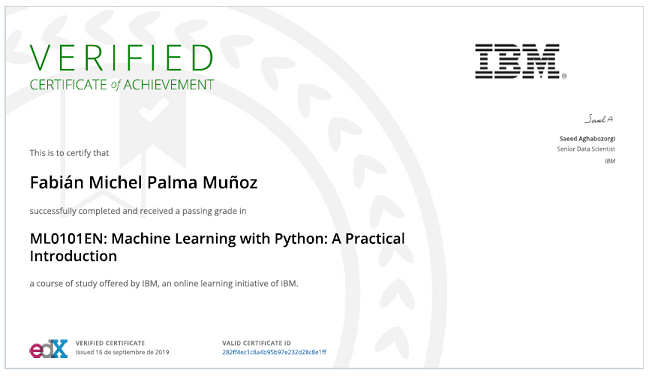 VERIFIED
CERTIFICATE of ACHIEVEMENT
IBM®
Saeed Aghabozorgi
Senior Data Scientist
IBM
This is to certify that
Fabián Michel Palma Muñoz
successfully completed and received a passing grade in
ML0101EN: Machine Learning with Python: A Practical
Introduction
a course of study offered by IBM, an online learning initiative of IBM.
edX
VERIFIED CERTIFICATE
Issued 16 de septiembre de 2019
VALID CERTIFICATE ID
282ff4ec1c8a4b95b97e232d28c8e1ff